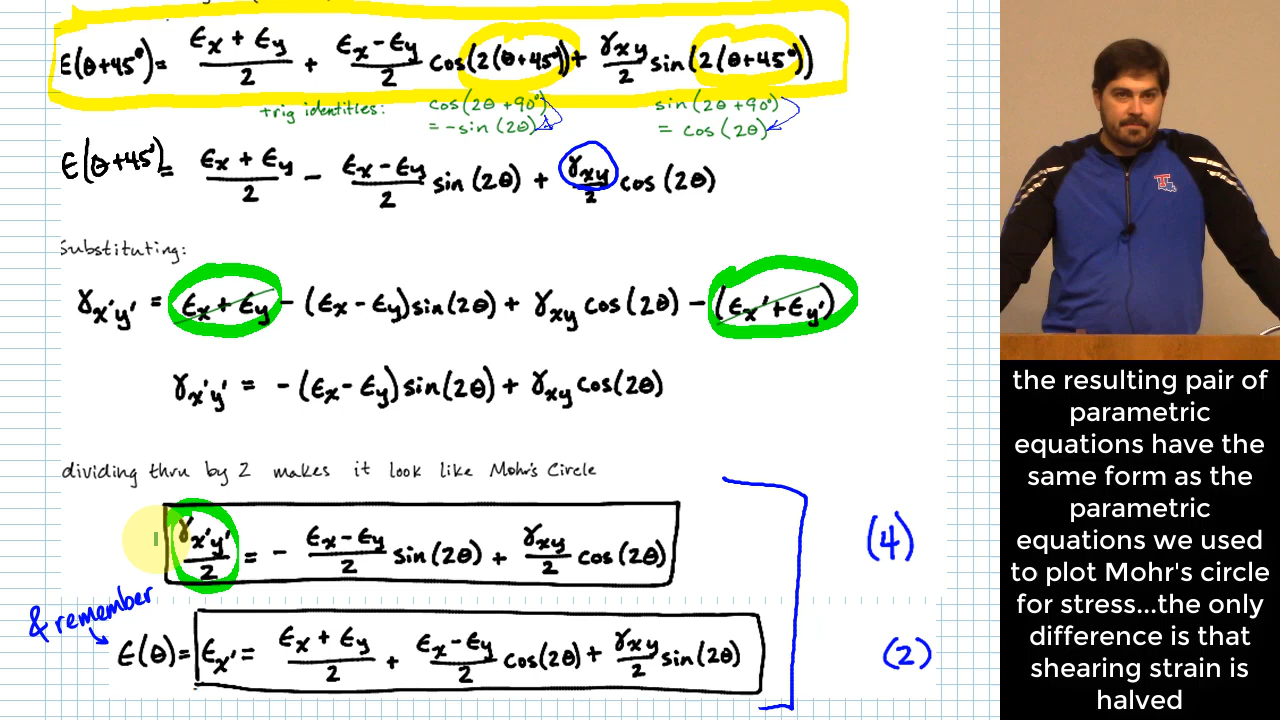 E(θ+45°) = (ϵx + ϵy)/2 + (ϵx − ϵy)/2 cos(2(θ+45°)) + γxy/2 sin(2(θ+45°))
trig identities: cos(2θ +90°) sin(2θ +90°)
= −sin(2θ) = cos(2θ)
E(θ+45°) = (ϵx + ϵy)/2 − (ϵx − ϵy)/2 sin(2θ) + γxy/2 cos(2θ)
Substituting:
γx'y' = ϵx + ϵy − (ϵx − ϵy)sin(2θ) + γxy cos(2θ) − (ϵx' + ϵy')
γx'y' = −(ϵx − ϵy)sin(2θ) + γxy cos(2θ)
dividing thru by 2 makes it look like Mohr's Circle
γx'y'/2 = − (ϵx − ϵy)/2 sin(2θ) + γxy/2 cos(2θ) (4)
& remember
E(θ) = ϵx' = (ϵx + ϵy)/2 + (ϵx − ϵy)/2 cos(2θ) + γxy/2 sin(2θ) (2)
the resulting pair of
parametric
equations have the
same form as the
parametric
equations we used
to plot Mohr's circle
for stress...the only
difference is that
shearing strain is
halved